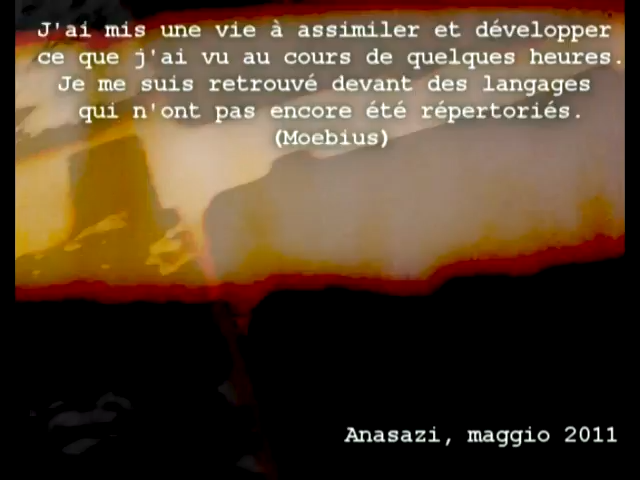 J'ai mis une vie à assimiler et développer
ce que j'ai vu au cours de quelques heures.
Je me suis retrouvé devant des langages
qui n'ont pas encore été répertoriés.
(Moebius)
Anasazi, maggio 2011